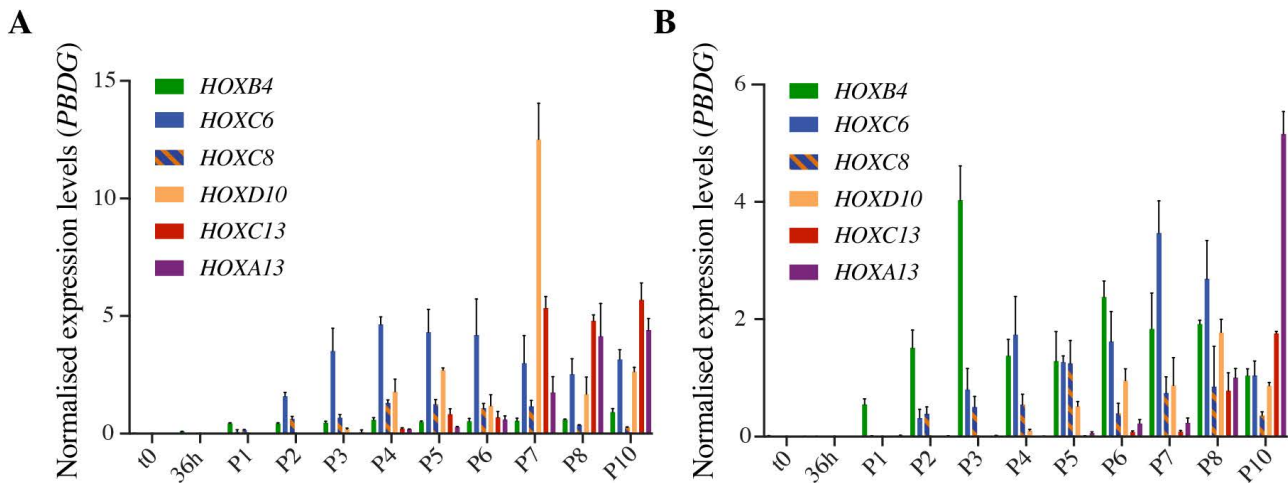 A
Normalised expression levels (PBDG)
15
10
5
0
HOXB4
HOXC6
HOXC8
HOXD10
HOXC13
HOXA13
t0 36h P1 P2 P3 P4 P5 P6 P7 P8 P10
B
Normalised expression levels (PBDG)
6
4
2
0
HOXB4
HOXC6
HOXC8
HOXD10
HOXC13
HOXA13
t0 36h P1 P2 P3 P4 P5 P6 P7 P8 P10